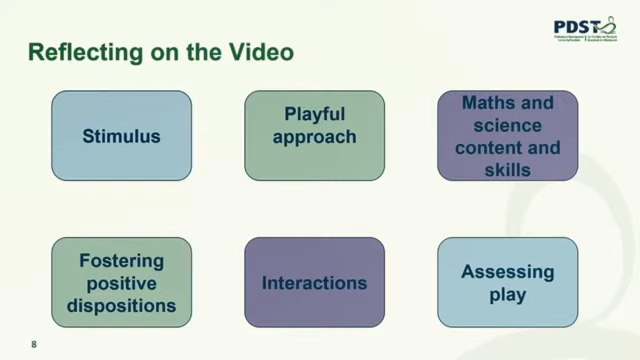 PDST
Reflecting on the Video
Stimulus
Playful
approach
Maths and
science
content and
skills
Fostering
positive
dispositions
Interactions
Assessing
play
8